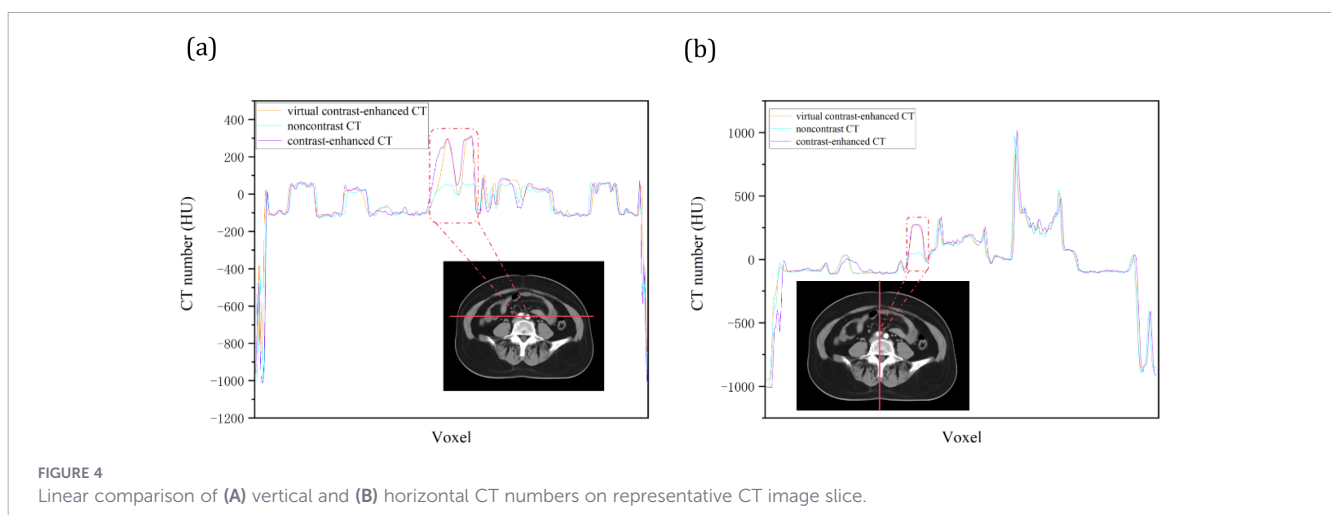 (a)
400
200
0
−200
−400
−600
−800
−1000
−1200
CT number (HU)
virtual contrast-enhanced CT
noncontrast CT
contrast-enhanced CT
Voxel
(b)
1000
500
0
−500
−1000
CT number (HU)
virtual contrast-enhanced CT
noncontrast CT
contrast-enhanced CT
Voxel
FIGURE 4
Linear comparison of (A) vertical and (B) horizontal CT numbers on representative CT image slice.